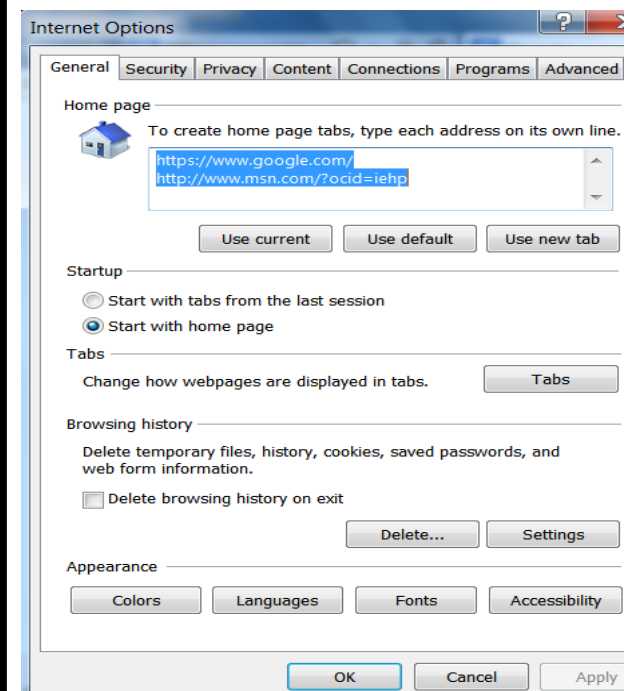 Internet Options
?
General Security Privacy Content Connections Programs Advanced
Home page
To create home page tabs, type each address on its own line.
https://www.google.com/
http://www.msn.com/?ocid=iehp
Use current Use default Use new tab
Startup
Start with tabs from the last session
Start with home page
Tabs
Change how webpages are displayed in tabs. Tabs
Browsing history
Delete temporary files, history, cookies, saved passwords, and
web form information.
Delete browsing history on exit
Delete... Settings
Appearance
Colors Languages Fonts Accessibility
OK Cancel Apply